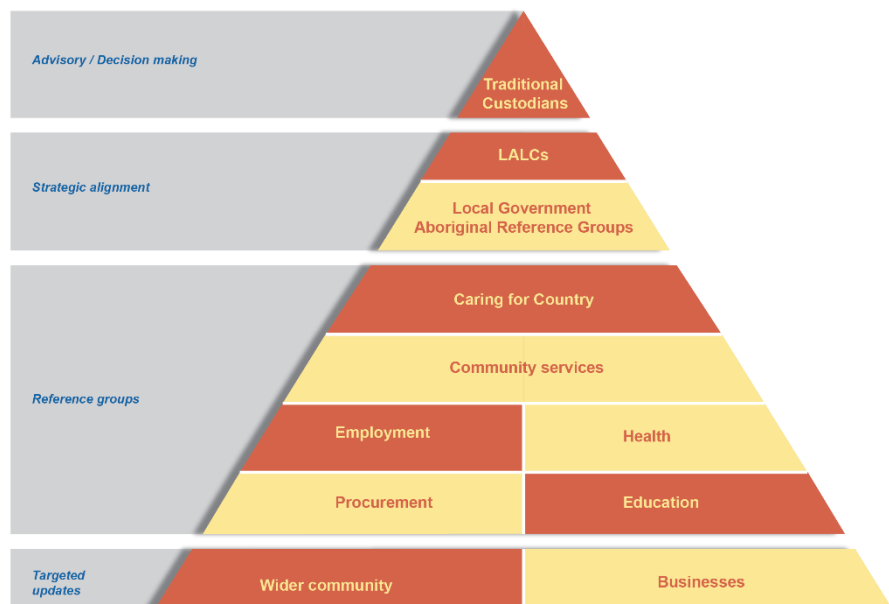 Advisory / Decision making
Traditional
Custodians
Strategic alignment
LALCs
Local Government
Aboriginal Reference Groups
Reference groups
Caring for Country
Community services
Employment
Health
Procurement
Education
Targeted
updates
Wider community
Businesses